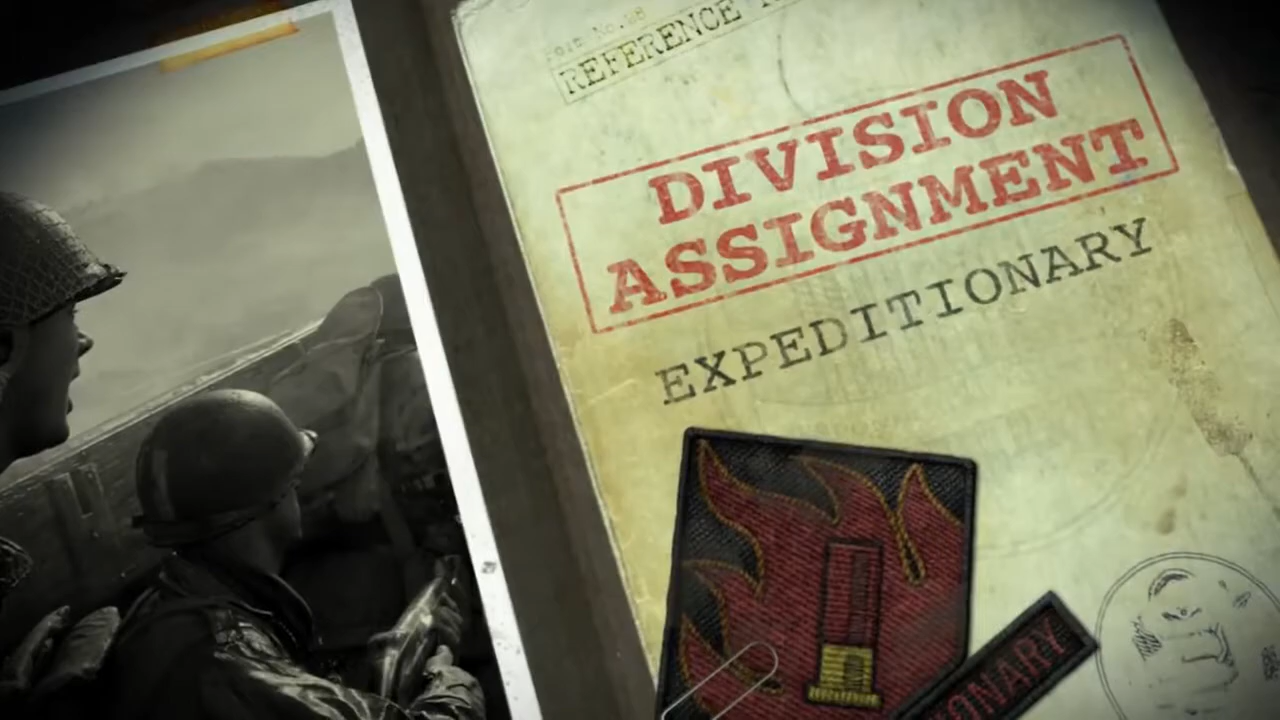 REFERENCE
DIVISION
ASSIGNMENT
EXPEDITIONARY
ONARY